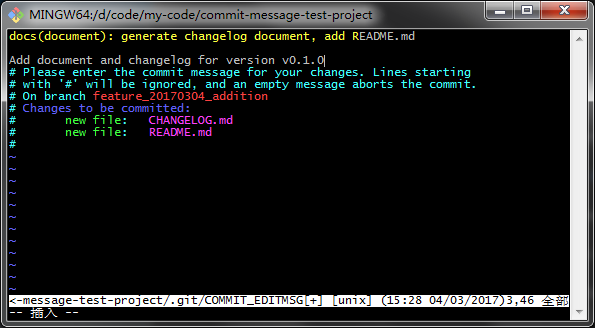 MINGW64:/d/code/my-code/commit-message-test-project
docs(document): generate changelog document, add README.md
Add document and changelog for version v0.1.0
# Please enter the commit message for your changes. Lines starting
# with '#' will be ignored, and an empty message aborts the commit.
# On branch feature_20170304_addition
# Changes to be committed:
#       new file:   CHANGELOG.md
#       new file:   README.md
#
~
~
~
~
~
~
~
~
~
~
~
~
<-message-test-project/.git/COMMIT_EDITMSG[+] [unix] (15:28 04/03/2017)3,46 全部
-- 插入 --